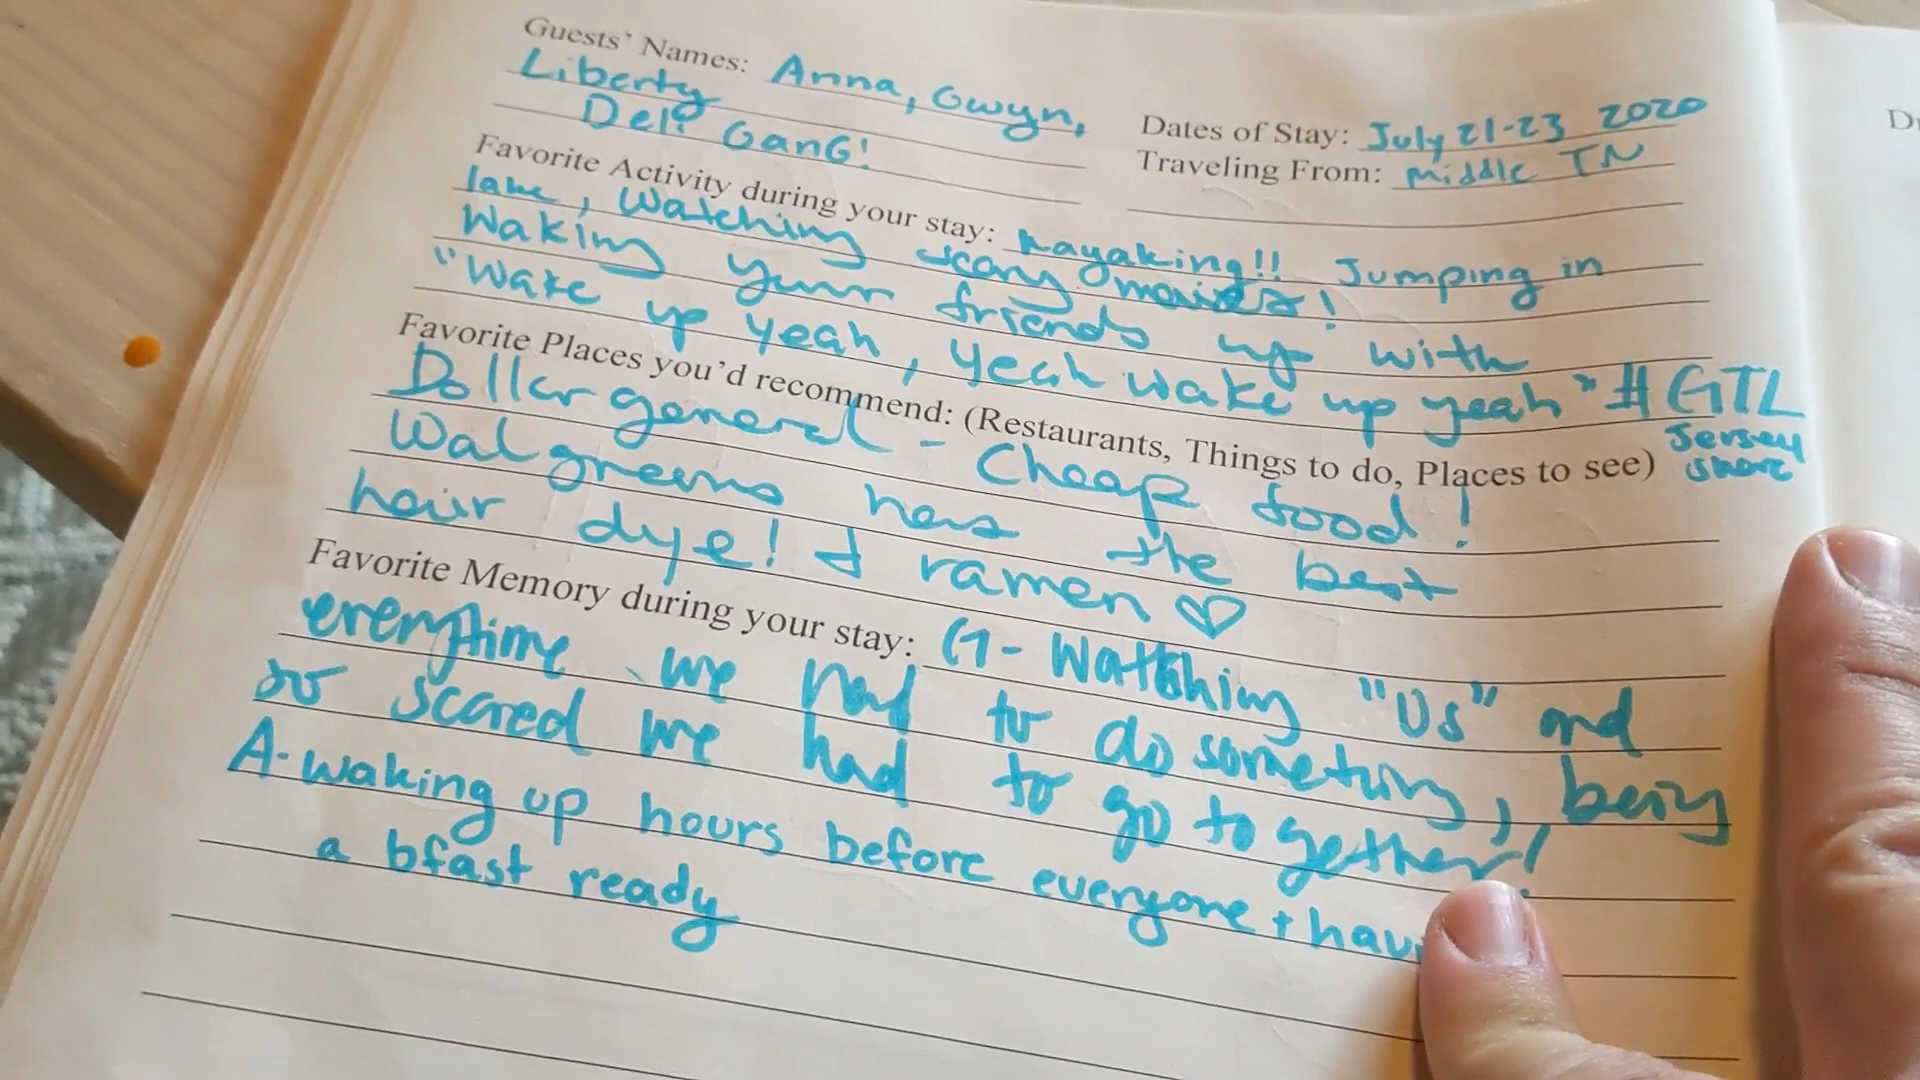 Guests' Names: Anna, Gwyn,
Liberty
Deli GanG!
Dates of Stay: July 21-23 2020
Traveling From: Middle TN
Favorite Activity during your stay: Kayaking!! Jumping in
lake, Watching scary movies!
Waking your friends up with
"Wake up yeah, yeah wake up yeah" #GTL
Jersey
shore
Favorite Places you'd recommend: (Restaurants, Things to do, Places to see)
Dollar general - Cheap food!
Walgreens has the best
hair dye! & ramen ♡
Favorite Memory during your stay: G- Watching "Us" and
everytime we had to do something, being
so scared we had to go together!
A- waking up hours before everyone +
a bfast ready